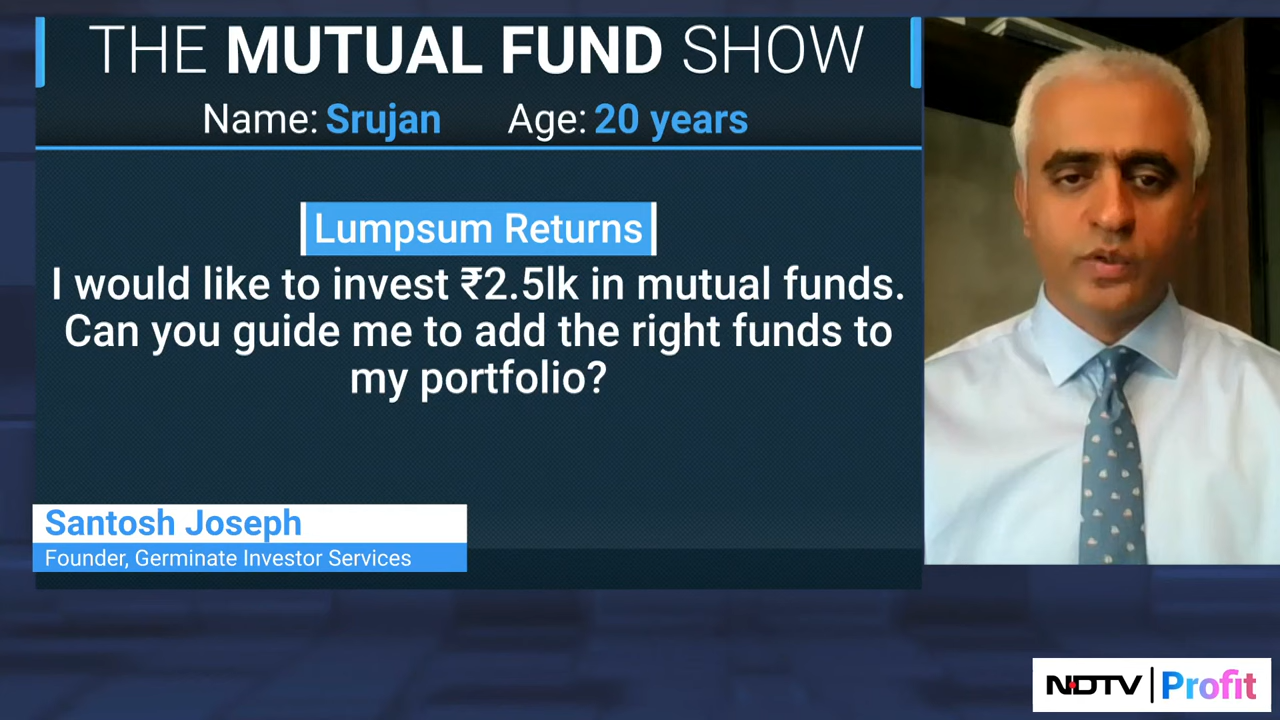 THE MUTUAL FUND SHOW
Name: Srujan Age: 20 years
Lumpsum Returns
I would like to invest ₹2.5lk in mutual funds.
Can you guide me to add the right funds to
my portfolio?
Santosh Joseph
Founder, Germinate Investor Services
NDTV Profit